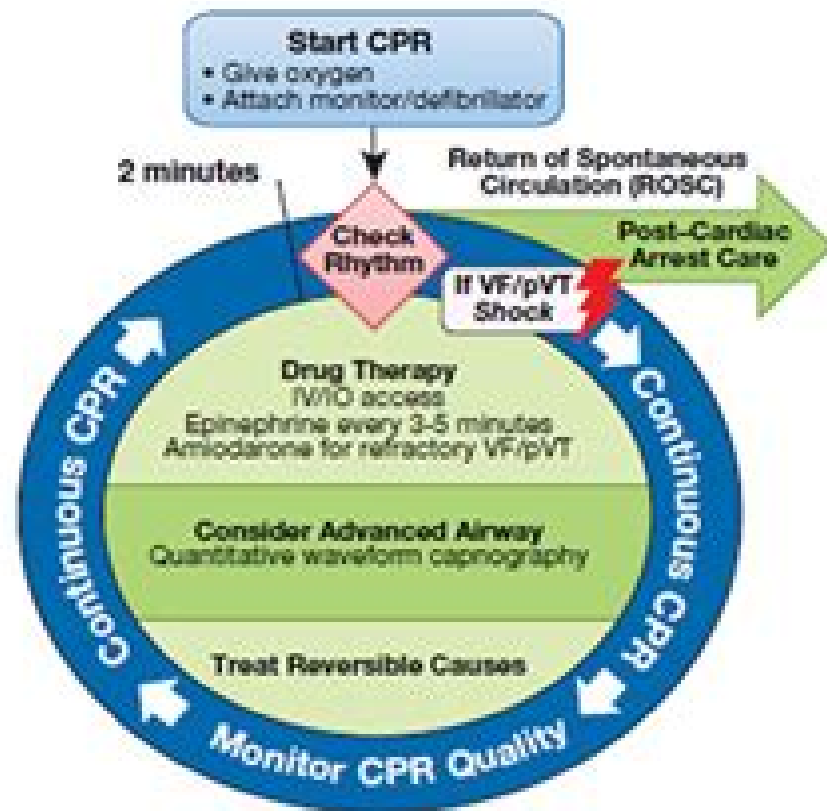 Start CPR
• Give oxygen
• Attach monitor/defibrillator
2 minutes
Return of Spontaneous
Circulation (ROSC)
Check
Rhythm
Post-Cardiac
Arrest Care
If VF/pVT
Shock
Drug Therapy
IV/IO access
Epinephrine every 3-5 minutes
Amiodarone for refractory VF/pVT
Consider Advanced Airway
Quantitative waveform capnography
Treat Reversible Causes
Continuous CPR
Continuous CPR
Monitor CPR Quality